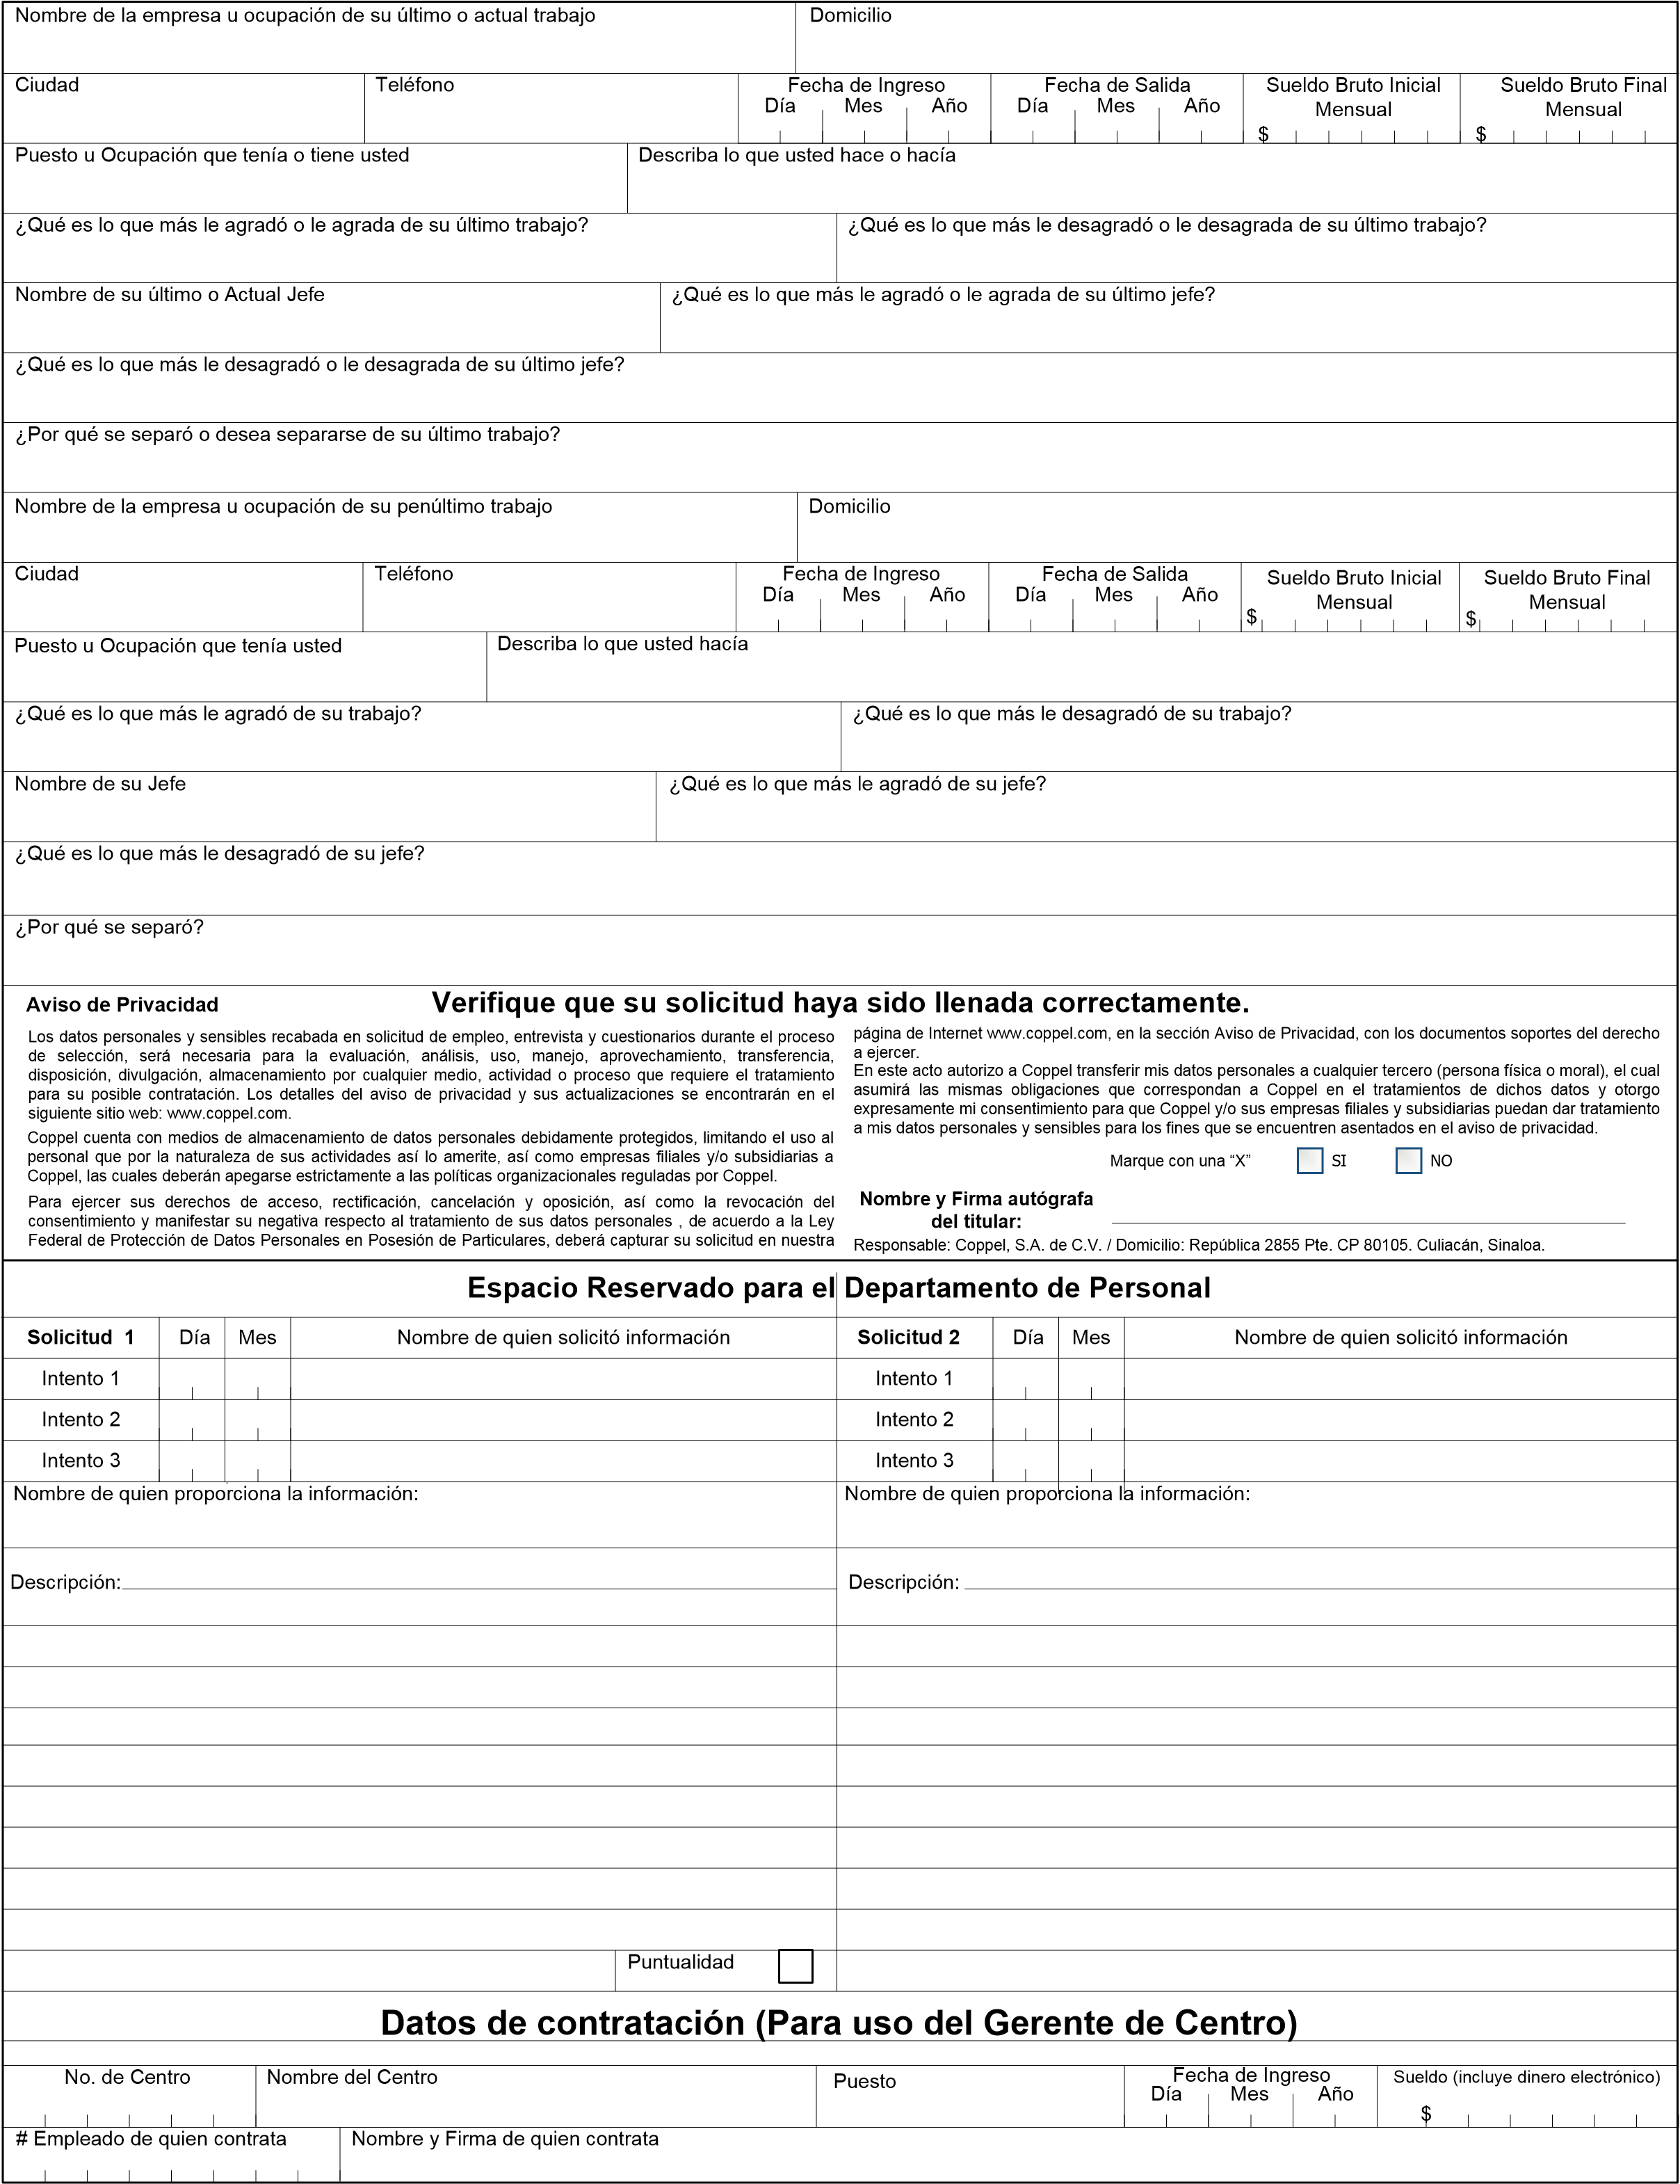 Nombre de la empresa u ocupación de su último o actual trabajo
Domicilio
Ciudad
Teléfono
Fecha de Ingreso
Día Mes Año
Fecha de Salida
Día Mes Año
Sueldo Bruto Inicial
Mensual
$
Sueldo Bruto Final
Mensual
$
Puesto u Ocupación que tenía o tiene usted
Describa lo que usted hace o hacía
¿Qué es lo que más le agradó o le agrada de su último trabajo?
¿Qué es lo que más le desagradó o le desagrada de su último trabajo?
Nombre de su último o Actual Jefe
¿Qué es lo que más le agradó o le agrada de su último jefe?
¿Qué es lo que más le desagradó o le desagrada de su último jefe?
¿Por qué se separó o desea separarse de su último trabajo?
Nombre de la empresa u ocupación de su penúltimo trabajo
Domicilio
Ciudad
Teléfono
Fecha de Ingreso
Día Mes Año
Fecha de Salida
Día Mes Año
Sueldo Bruto Inicial
Mensual
$
Sueldo Bruto Final
Mensual
$
Puesto u Ocupación que tenía usted
Describa lo que usted hacía
¿Qué es lo que más le agradó de su trabajo?
¿Qué es lo que más le desagradó de su trabajo?
Nombre de su Jefe
¿Qué es lo que más le agradó de su jefe?
¿Qué es lo que más le desagradó de su jefe?
¿Por qué se separó?
Aviso de Privacidad
Verifique que su solicitud haya sido llenada correctamente.
Los datos personales y sensibles recabada en solicitud de empleo, entrevista y cuestionarios durante el proceso
de selección, será necesaria para la evaluación, análisis, uso, manejo, aprovechamiento, transferencia,
disposición, divulgación, almacenamiento por cualquier medio, actividad o proceso que requiere el tratamiento
para su posible contratación. Los detalles del aviso de privacidad y sus actualizaciones se encontrarán en el
siguiente sitio web: www.coppel.com.
Coppel cuenta con medios de almacenamiento de datos personales debidamente protegidos, limitando el uso al
personal que por la naturaleza de sus actividades así lo amerite, así como empresas filiales y/o subsidiarias a
Coppel, las cuales deberán apegarse estrictamente a las políticas organizacionales reguladas por Coppel.
Para ejercer sus derechos de acceso, rectificación, cancelación y oposición, así como la revocación del
consentimiento y manifestar su negativa respecto al tratamiento de sus datos personales , de acuerdo a la Ley
Federal de Protección de Datos Personales en Posesión de Particulares, deberá capturar su solicitud en nuestra
página de Internet www.coppel.com, en la sección Aviso de Privacidad, con los documentos soportes del derecho
a ejercer.
En este acto autorizo a Coppel transferir mis datos personales a cualquier tercero (persona física o moral), el cual
asumirá las mismas obligaciones que correspondan a Coppel en el tratamientos de dichos datos y otorgo
expresamente mi consentimiento para que Coppel y/o sus empresas filiales y subsidiarias puedan dar tratamiento
a mis datos personales y sensibles para los fines que se encuentren asentados en el aviso de privacidad.
Marque con una “X” SI NO
Nombre y Firma autógrafa
del titular:
Responsable: Coppel, S.A. de C.V. / Domicilio: República 2855 Pte. CP 80105. Culiacán, Sinaloa.
Espacio Reservado para el Departamento de Personal
Solicitud 1 Día Mes Nombre de quien solicitó información
Intento 1
Intento 2
Intento 3
Nombre de quien proporciona la información:
Descripción:
Puntualidad
Solicitud 2 Día Mes Nombre de quien solicitó información
Intento 1
Intento 2
Intento 3
Nombre de quien proporciona la información:
Descripción:
Datos de contratación (Para uso del Gerente de Centro)
No. de Centro
Nombre del Centro
Puesto
Fecha de Ingreso
Día Mes Año
Sueldo (incluye dinero electrónico)
$
# Empleado de quien contrata
Nombre y Firma de quien contrata